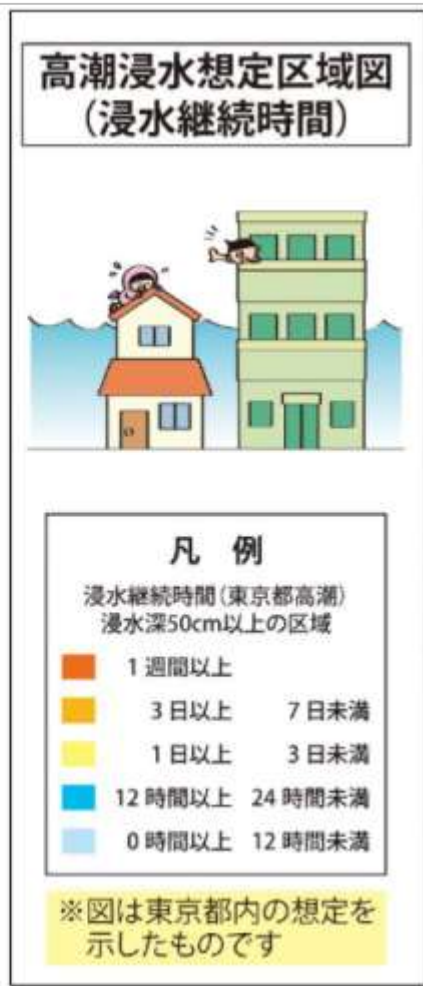 高潮浸水想定区域図
(浸水継続時間)
凡 例
浸水継続時間(東京都高潮)
浸水深50cm以上の区域
1週間以上
3日以上 7日未満
1日以上 3日未満
12時間以上 24時間未満
0時間以上 12時間未満
※図は東京都内の想定を
示したものです